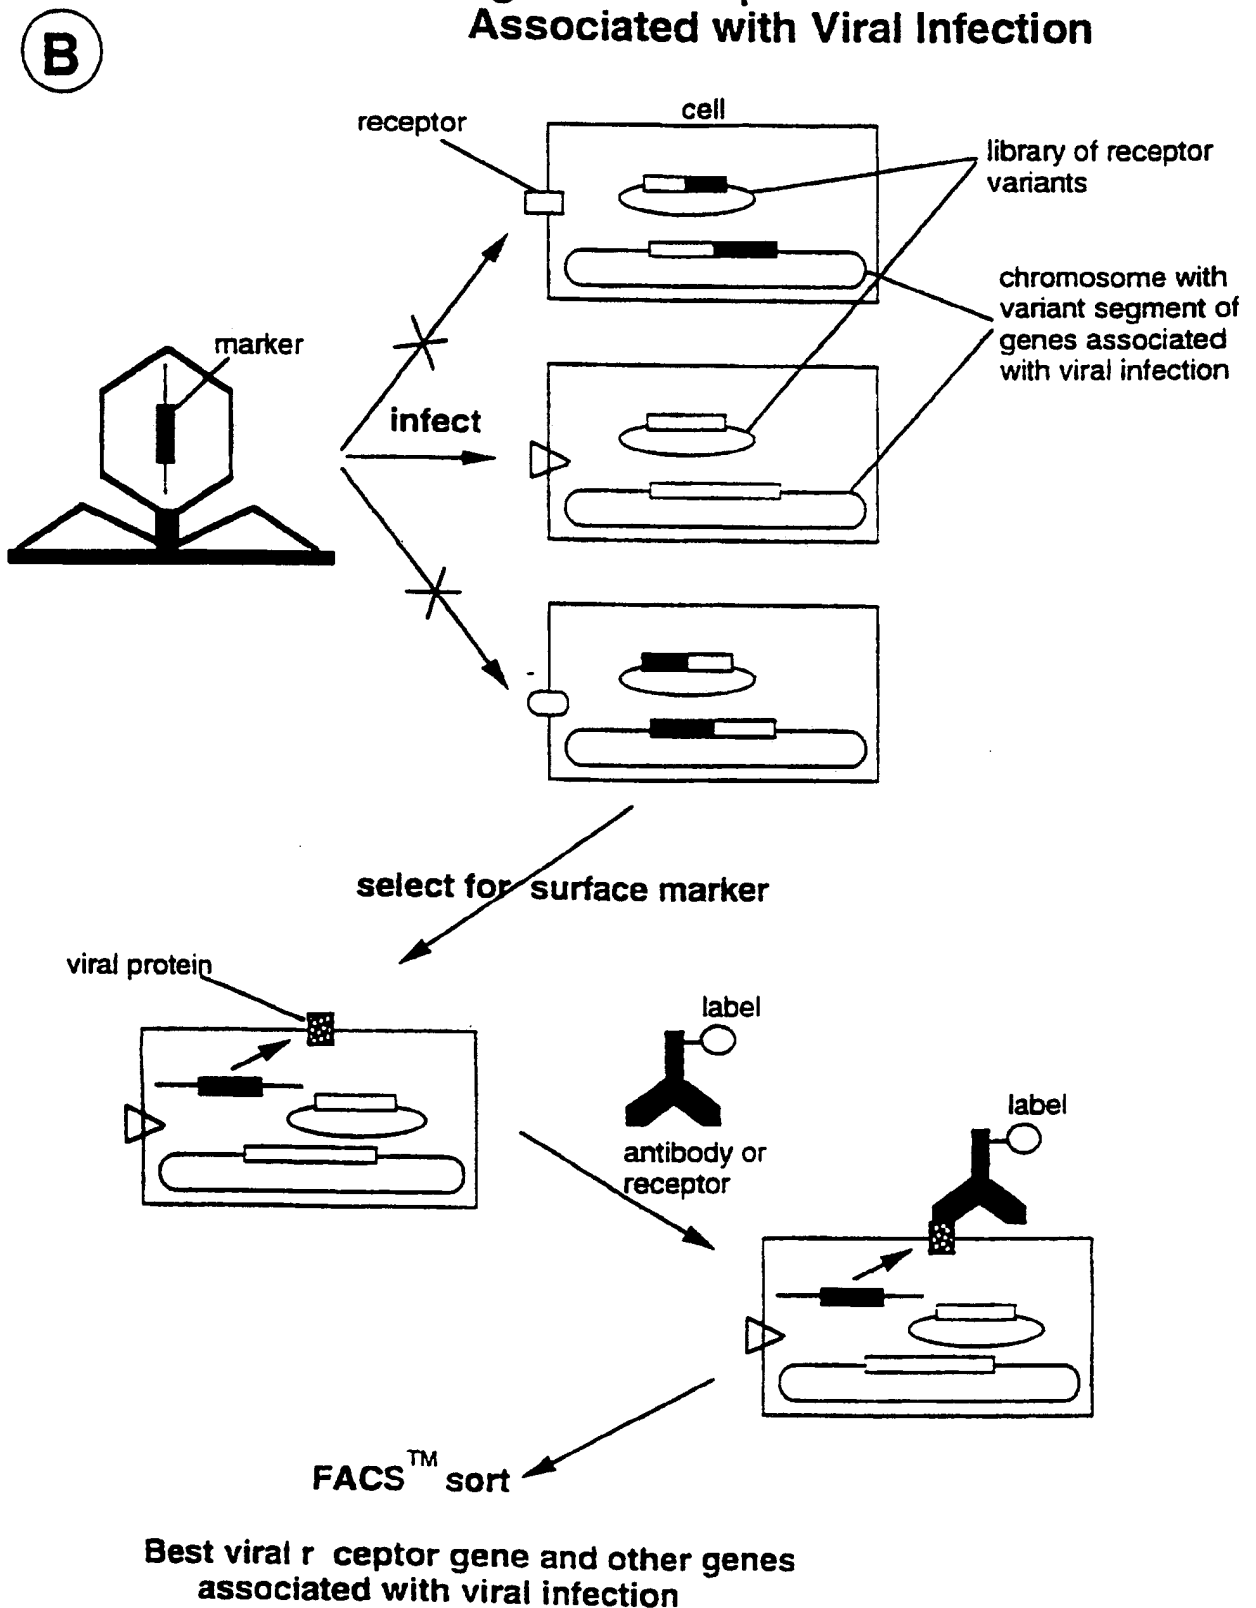 Associated with Viral Infection
B
cell
receptor
library of receptor
variants
chromosome with
variant segment of
genes associated
with viral infection
marker
infect
select for surface marker
viral protein
label
antibody or
receptor
label
FACS™ sort
Best viral r ceptor gene and other genes
associated with viral infection